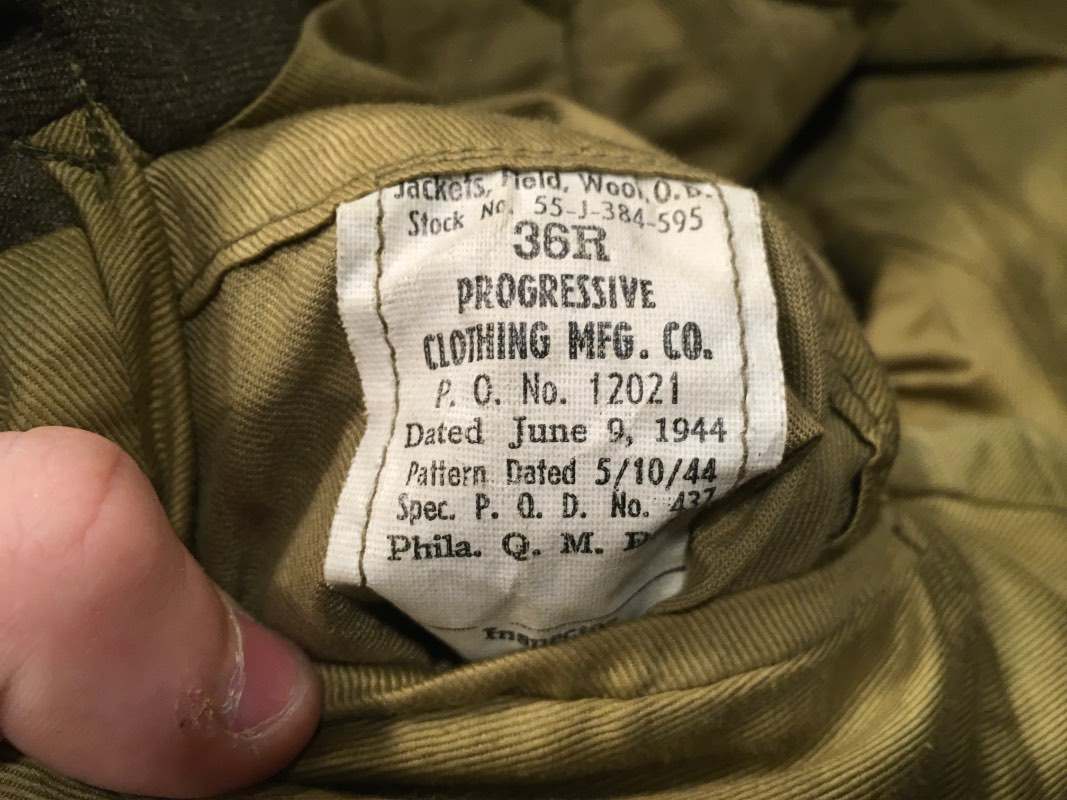 Jackets, Field, Wool, O.D.
Stock No. 55-J-384-595
36R
PROGRESSIVE
CLOTHING MFG. CO.
P. O. No. 12021
Dated June 9, 1944
Pattern Dated 5/10/44
Spec. P. Q. D. No. 437
Phila. Q. M.
Inspector